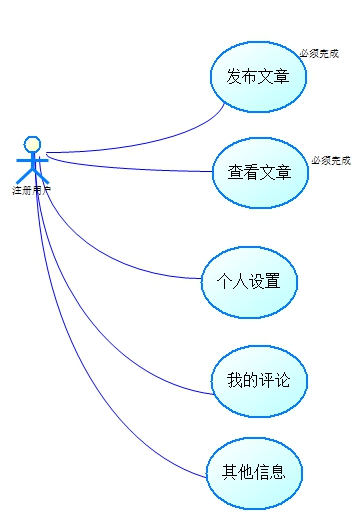 必须完成
发布文章
必须完成
查看文章
注册用户
个人设置
我的评论
其他信息